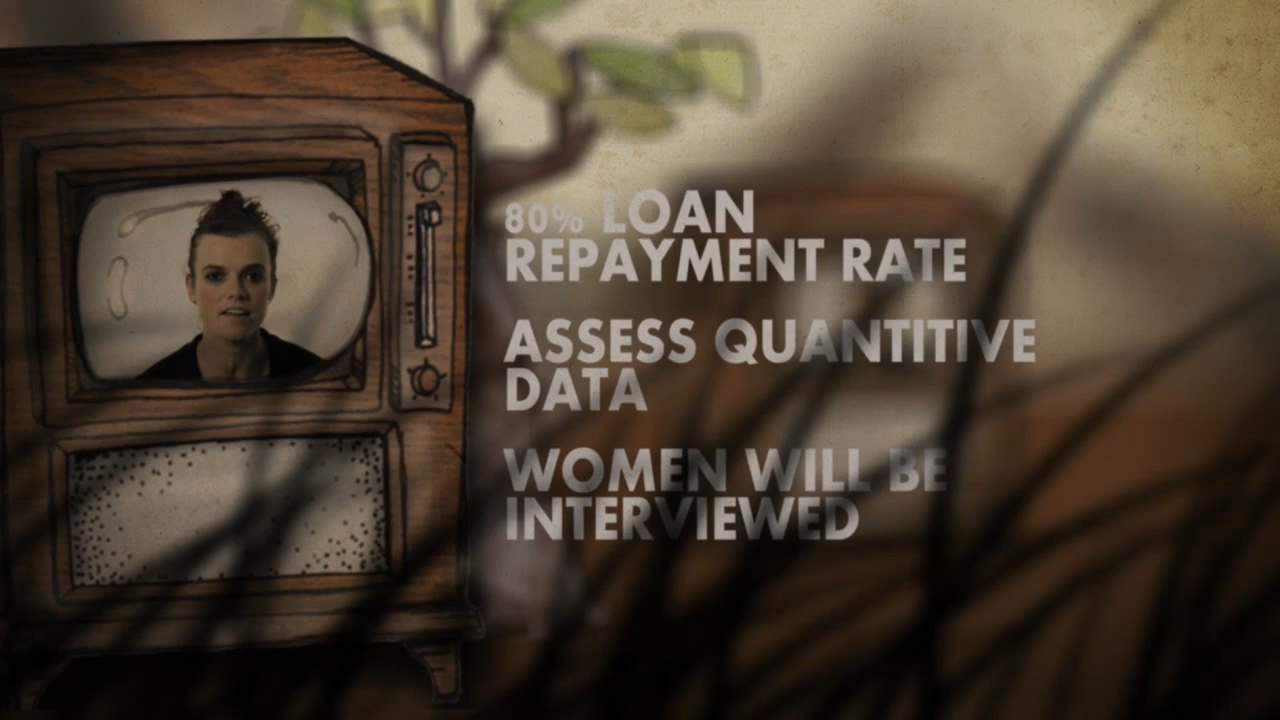 80% LOAN
REPAYMENT RATE
ASSESS QUANTITIVE
DATA
WOMEN WILL BE
INTERVIEWED